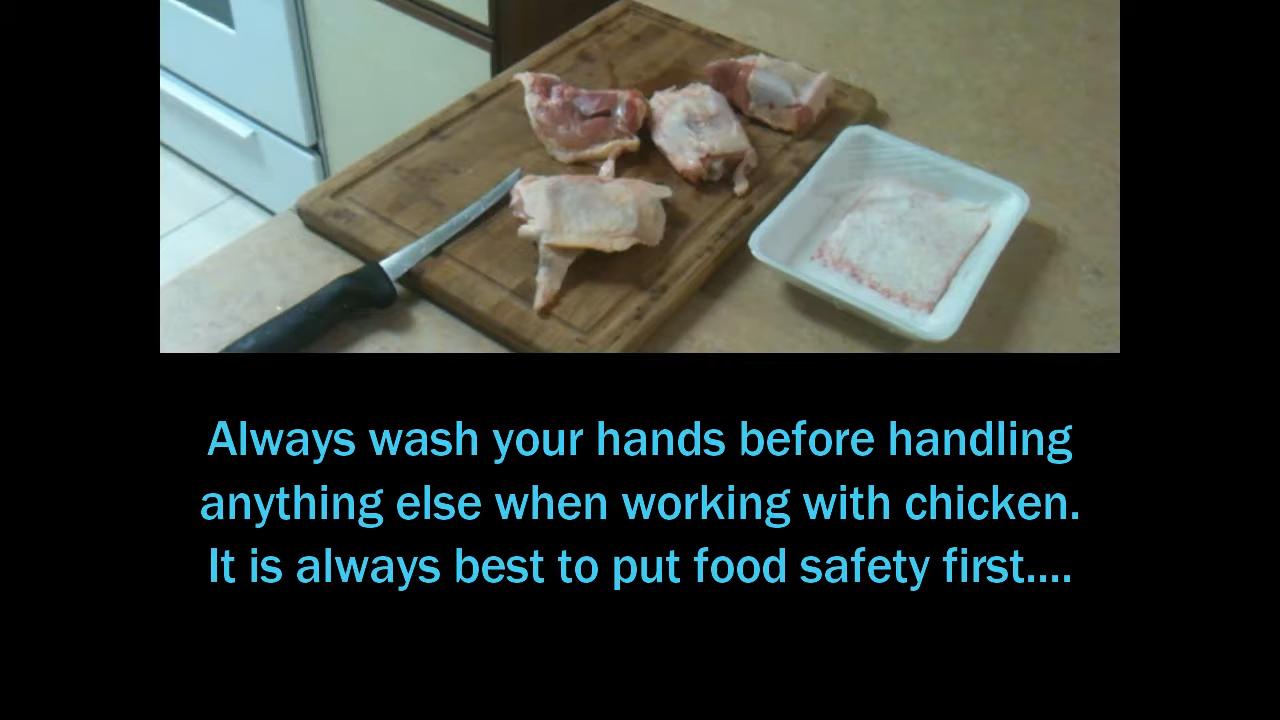 Always wash your hands before handling
anything else when working with chicken.
It is always best to put food safety first....